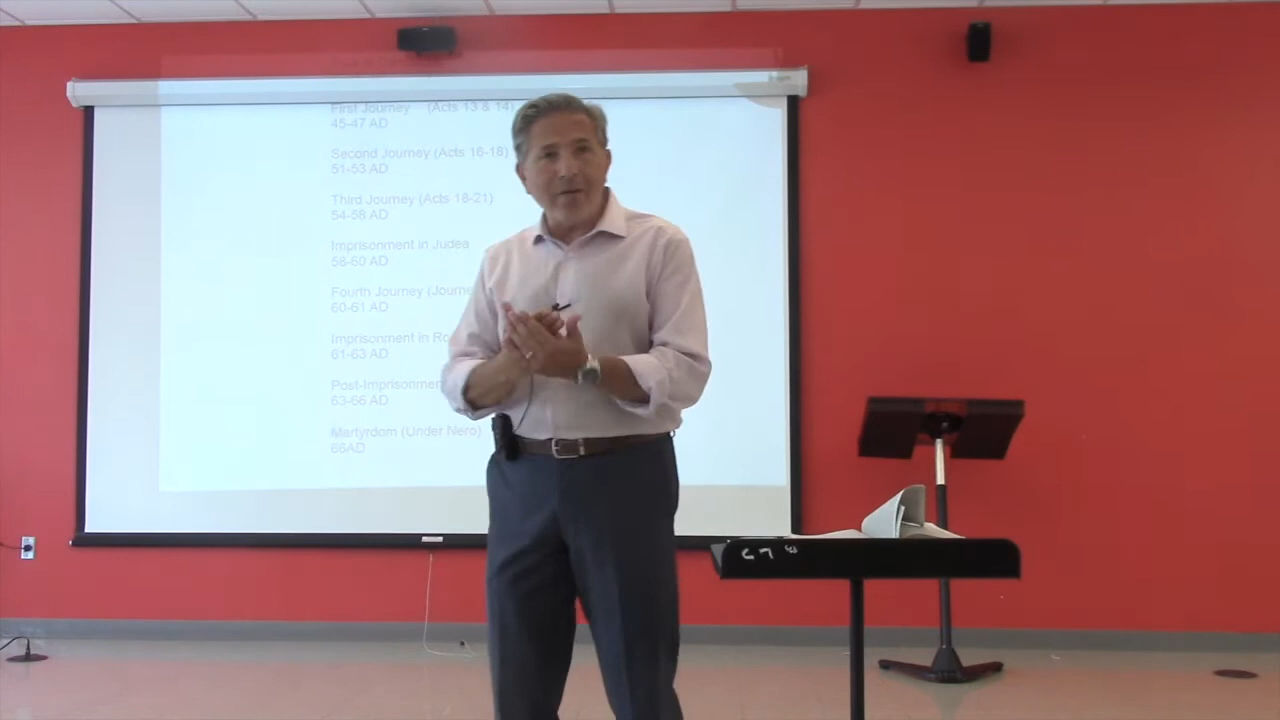 First Journey (Acts 13 & 14)
45-47 AD
Second Journey (Acts 16-18)
51-53 AD
Third Journey (Acts 18-21)
54-58 AD
Imprisonment in Judea
58-60 AD
Fourth Journey
60-61 AD
Imprisonment in
61-63 AD
63-66 AD
Martyrdom (Under Nero)
66AD